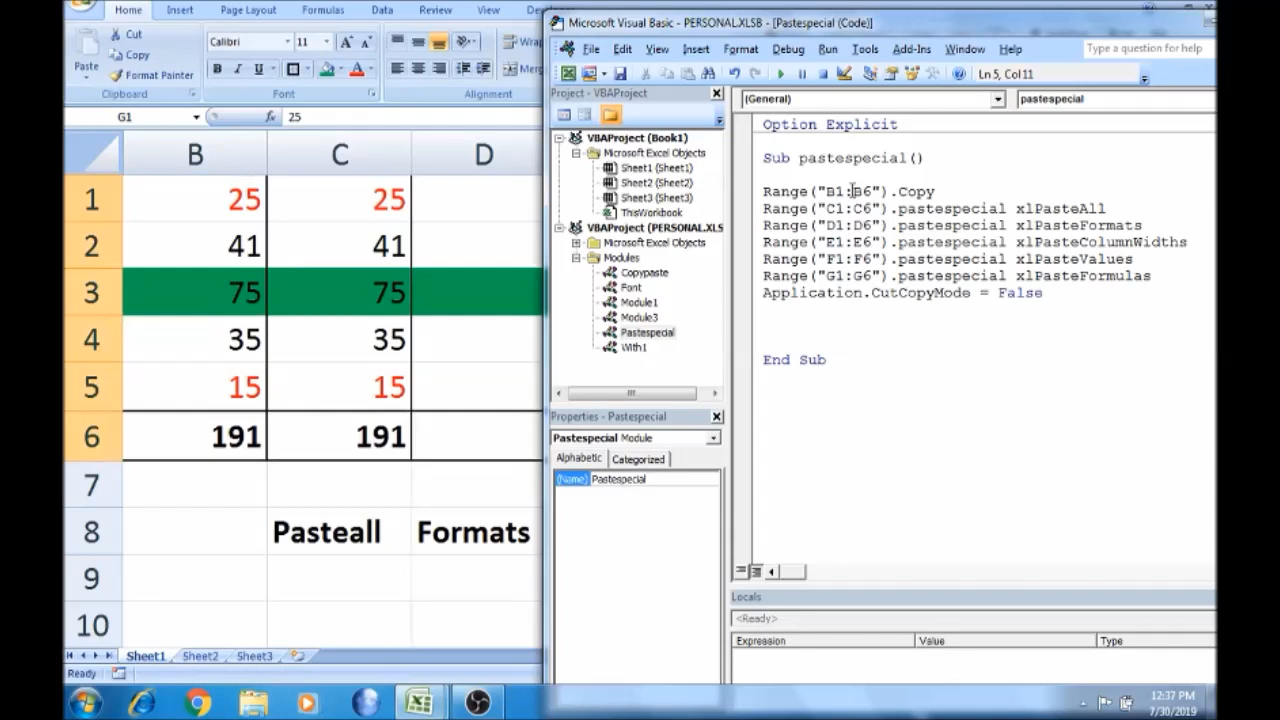 Home Insert Page Layout Formulas Data Review View
Cut
Copy
Format Painter
Paste
Clipboard
Calibri 11
B I U
Font
Alignment
G1 fx 25
B C D
1 25 25
2 41 41
3 75 75
4 35 35
5 15 15
6 191 191
7
8 Pasteall Formats
9
10
Sheet1 Sheet2 Sheet3
Ready
Microsoft Visual Basic - PERSONAL.XLSB - [Pastespecial (Code)]
File Edit View Insert Format Debug Run Tools Add-Ins Window Help
Type a question for help
Ln 5, Col 11
Project - VBAProject
VBAProject (Book1)
Microsoft Excel Objects
Sheet1 (Sheet1)
Sheet2 (Sheet2)
Sheet3 (Sheet3)
ThisWorkbook
VBAProject (PERSONAL.XLS
Microsoft Excel Objects
Modules
Copypaste
Font
Module1
Module3
Pastespecial
With1
Properties - Pastespecial
Pastespecial Module
Alphabetic Categorized
(Name) Pastespecial
(General) pastespecial
Option Explicit
Sub pastespecial()
Range("B1:B6").Copy
Range("C1:C6").pastespecial xlPasteAll
Range("D1:D6").pastespecial xlPasteFormats
Range("E1:E6").pastespecial xlPasteColumnWidths
Range("F1:F6").pastespecial xlPasteValues
Range("G1:G6").pastespecial xlPasteFormulas
Application.CutCopyMode = False
End Sub
Locals
<Ready>
Expression Value Type
12:37 PM
7/30/2019